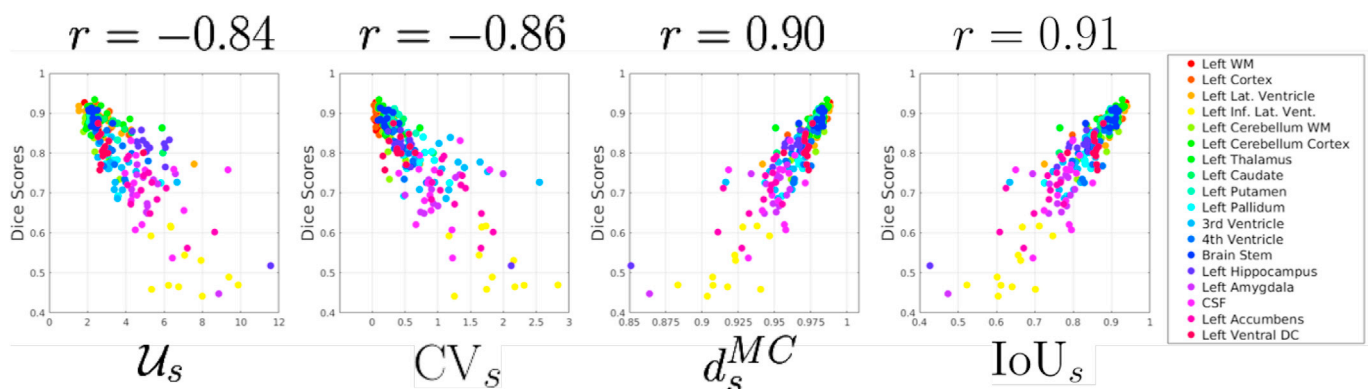 r = −0.84
r = −0.86
r = 0.90
r = 0.91
Dice Scores
1
0.9
0.8
0.7
0.6
0.5
0.4
0 2 4 6 8 10 12
𝒰s
Dice Scores
1
0.9
0.8
0.7
0.6
0.5
0.4
0 0.5 1 1.5 2 2.5 3
CVs
Dice Scores
1
0.9
0.8
0.7
0.6
0.5
0.4
0.85 0.875 0.9 0.925 0.95 0.975 1
dsMC
Dice Scores
1
0.9
0.8
0.7
0.6
0.5
0.4
0.4 0.5 0.6 0.7 0.8 0.9 1
IoUs
Left WM
Left Cortex
Left Lat. Ventricle
Left Inf. Lat. Vent.
Left Cerebellum WM
Left Cerebellum Cortex
Left Thalamus
Left Caudate
Left Putamen
Left Pallidum
3rd Ventricle
4th Ventricle
Brain Stem
Left Hippocampus
Left Amygdala
CSF
Left Accumbens
Left Ventral DC